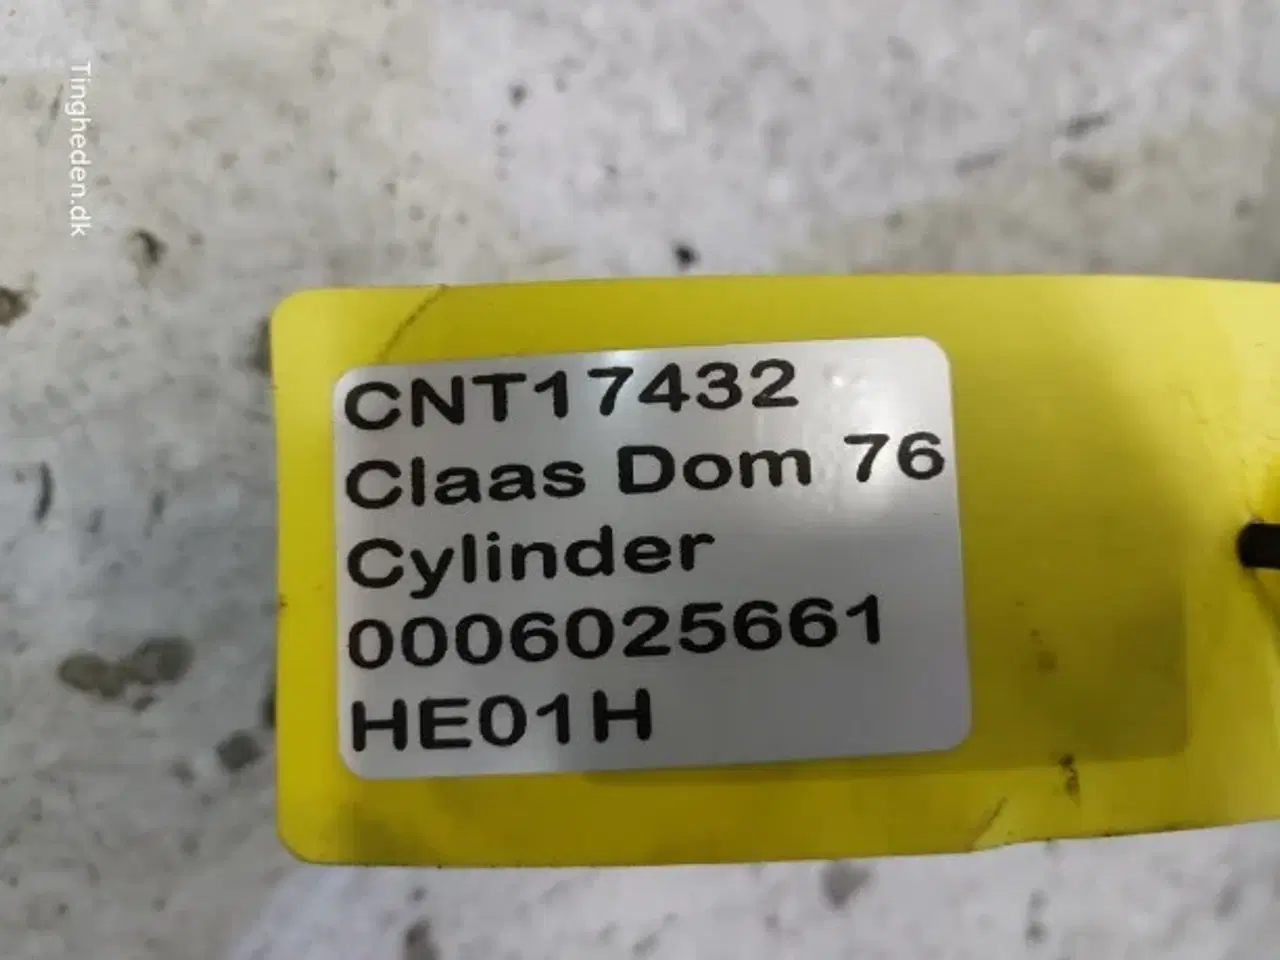 Tingheden.dk
CNT17432
Claas Dom 76
Cylinder
0006025661
HE01H